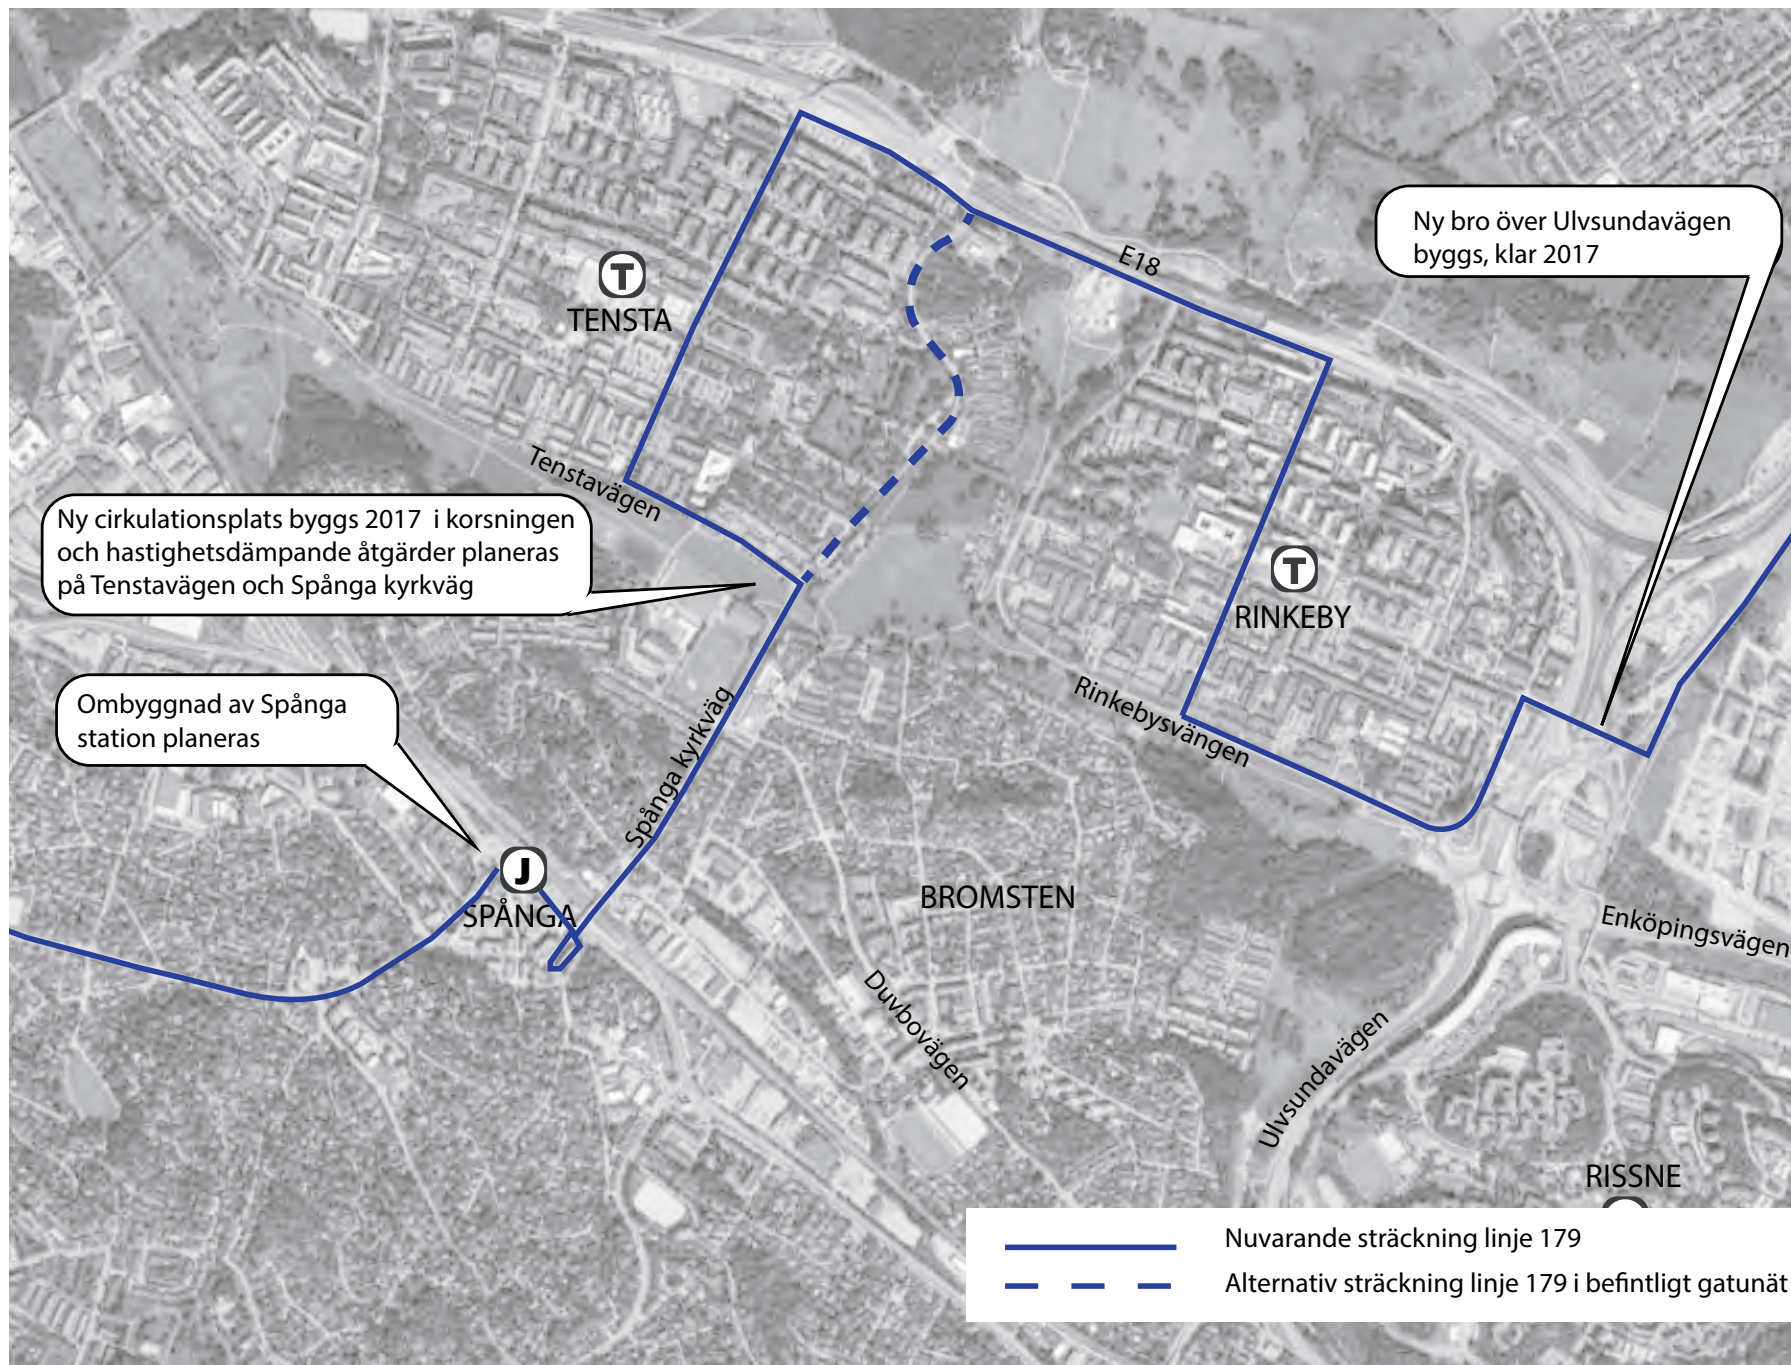 E18
Ny bro över Ulvsundavägen
byggs, klar 2017
T
TENSTA
Tenstavägen
Ny cirkulationsplats byggs 2017 i korsningen
och hastighetsdämpande åtgärder planeras
på Tenstavägen och Spånga kyrkväg
T
RINKEBY
Rinkebysvängen
Ombyggnad av Spånga
station planeras
Spånga kyrkväg
J
SPÅNGA
BROMSTEN
Enköpingsvägen
Duvbovägen
Ulvsundavägen
RISSNE
Nuvarande sträckning linje 179
Alternativ sträckning linje 179 i befintligt gatunät